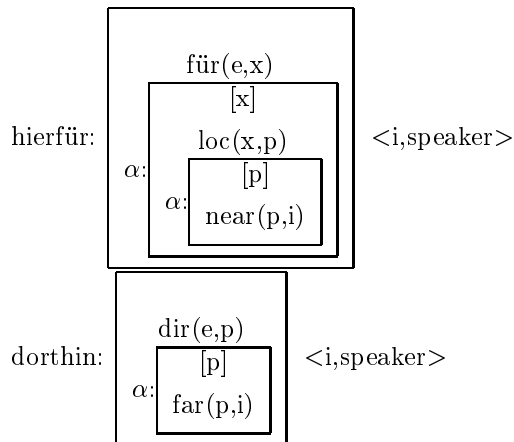 für(e,x)
[x]
loc(x,p)
hierfür: α: [p] <i,speaker>
α: near(p,i)
dir(e,p)
dorthin: [p] <i,speaker>
α: far(p,i)